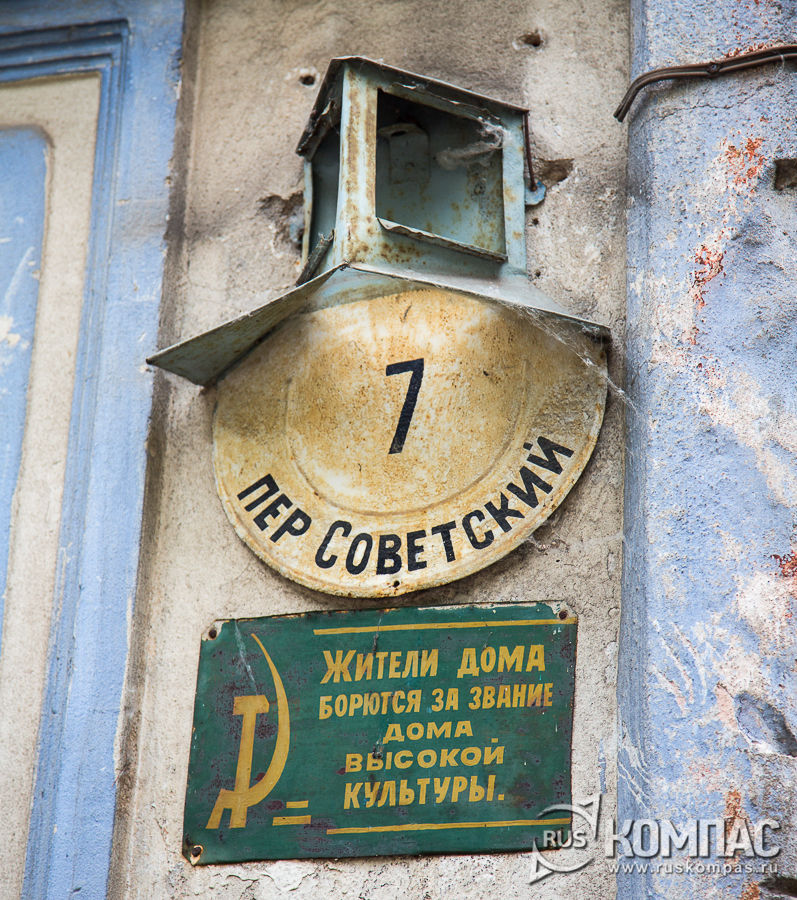 7
ПЕР СОВЕТСКИЙ
ЖИТЕЛИ ДОМА
БОРЮТСЯ ЗА ЗВАНИЕ
ДОМА
ВЫСОКОЙ
КУЛЬТУРЫ.
RUS КОМПАС
www.ruskompas.ru